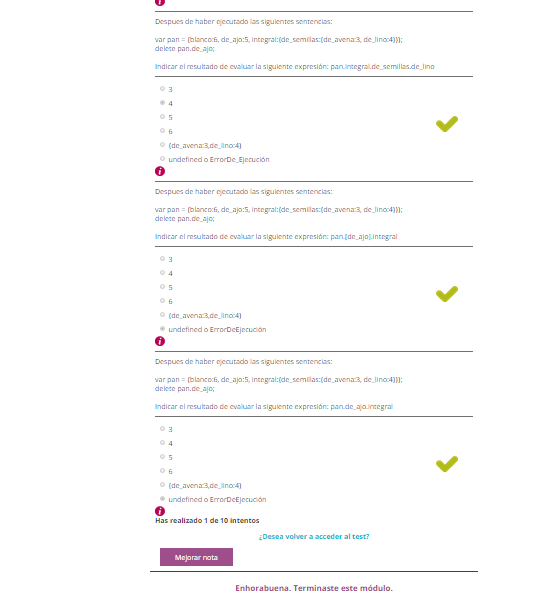 Despues de haber ejecutado las siguientes sentencias:
var pan = {blanco:6, de_ajo:5, integral:{de_semillas:{de_avena:3, de_lino:4}}};
delete pan.de_ajo;
Indicar el resultado de evaluar la siguiente expresión: pan.integral.de_semillas.de_lino
3
4
5
6
{de_avena:3,de_lino:4}
undefined o ErrorDe_Ejecución
i
Despues de haber ejecutado las siguientes sentencias:
var pan = {blanco:6, de_ajo:5, integral:{de_semillas:{de_avena:3, de_lino:4}}};
delete pan.de_ajo;
Indicar el resultado de evaluar la siguiente expresión: pan.[de_ajo].integral
3
4
5
6
{de_avena:3,de_lino:4}
undefined o ErrorDeEjecución
i
Despues de haber ejecutado las siguientes sentencias:
var pan = {blanco:6, de_ajo:5, integral:{de_semillas:{de_avena:3, de_lino:4}}};
delete pan.de_ajo;
Indicar el resultado de evaluar la siguiente expresión: pan.de_ajo.integral
3
4
5
6
{de_avena:3,de_lino:4}
undefined o ErrorDeEjecución
i
Has realizado 1 de 10 intentos
¿Desea volver a acceder al test?
Mejorar nota
Enhorabuena. Terminaste este módulo.